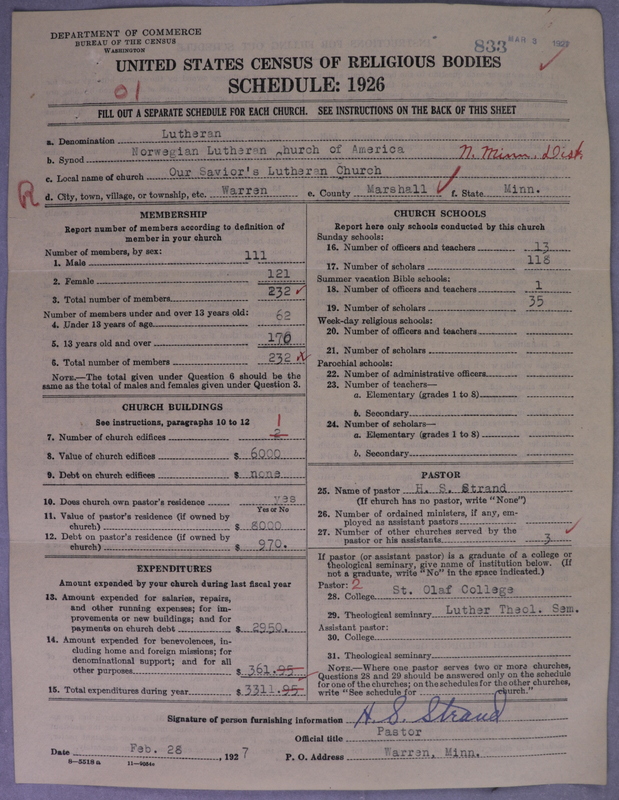 DEPARTMENT OF COMMERCE
BUREAU OF THE CENSUS
WASHINGTON
833 MAR 3 1927
UNITED STATES CENSUS OF RELIGIOUS BODIES
SCHEDULE: 1926
01
FILL OUT A SEPARATE SCHEDULE FOR EACH CHURCH. SEE INSTRUCTIONS ON THE BACK OF THIS SHEET
a. Denomination Lutheran
b. Synod Norwegian Lutheran Church of America N. Minn. Dist
c. Local name of church Our Savior's Lutheran Church
R d. City, town, village, or township, etc. Warren e. County Marshall f. State Minn.
MEMBERSHIP
Report number of members according to definition of
member in your church
Number of members, by sex:
1. Male 111
2. Female 121
3. Total number of members 232
Number of members under and over 13 years old:
4. Under 13 years of age 62
5. 13 years old and over 170
6. Total number of members 232
NOTE.—The total given under Question 6 should be
same as the total of males and females given under Question 3.
CHURCH BUILDINGS
See instructions, paragraphs 10 to 12
7. Number of church edifices 2 1
8. Value of church edifices $ 6000
9. Debt on church edifices $ none
10. Does church own pastor's residence yes
Yes or No
11. Value of pastor's residence (if owned by
church) $ 8000
12. Debt on pastor's residence (if owned by
church) $ 970.
EXPENDITURES
Amount expended by your church during last fiscal year
13. Amount expended for salaries, repairs,
and other running expenses; for im-
provements or new buildings; and for
payments on church debt $ 2950.
14. Amount expended for benevolences, in-
cluding home and foreign missions; for
denominational support; and for all
other purposes $ 361.95
15. Total expenditures during year $ 3311.95
CHURCH SCHOOLS
Report here only schools conducted by this church
Sunday schools:
16. Number of officers and teachers 13
17. Number of scholars 118
Summer vacation Bible schools:
18. Number of officers and teachers 1
19. Number of scholars 35
Week-day religious schools:
20. Number of officers and teachers
21. Number of scholars
Parochial schools:
22. Number of administrative officers
23. Number of teachers—
a. Elementary (grades 1 to 8)
b. Secondary
24. Number of scholars—
a. Elementary (grades 1 to 8)
b. Secondary
PASTOR
25. Name of pastor H. S. Strand
(If church has no pastor, write "None")
26. Number of ordained ministers, if any, em-
ployed as assistant pastors
27. Number of other churches served by the
pastor or his assistants 3
If pastor (or assistant pastor) is a graduate of a college or
theological seminary, give name of institution below. (If
not a graduate, write "No" in the space indicated.)
Pastor: 2
28. College St. Olaf College
29. Theological seminary Luther Theol. Sem.
Assistant pastor:
30. College
31. Theological seminary
NOTE.—Where one pastor serves two or more churches,
Questions 28 and 29 should be answered only on the schedule
for one of the churches; on the schedules for the other churches,
write "See schedule for church."
Signature of person furnishing information H. S. Strand
Official title Pastor
Date Feb. 28, 1927 P. O. Address Warren, Minn.
8—5518 a